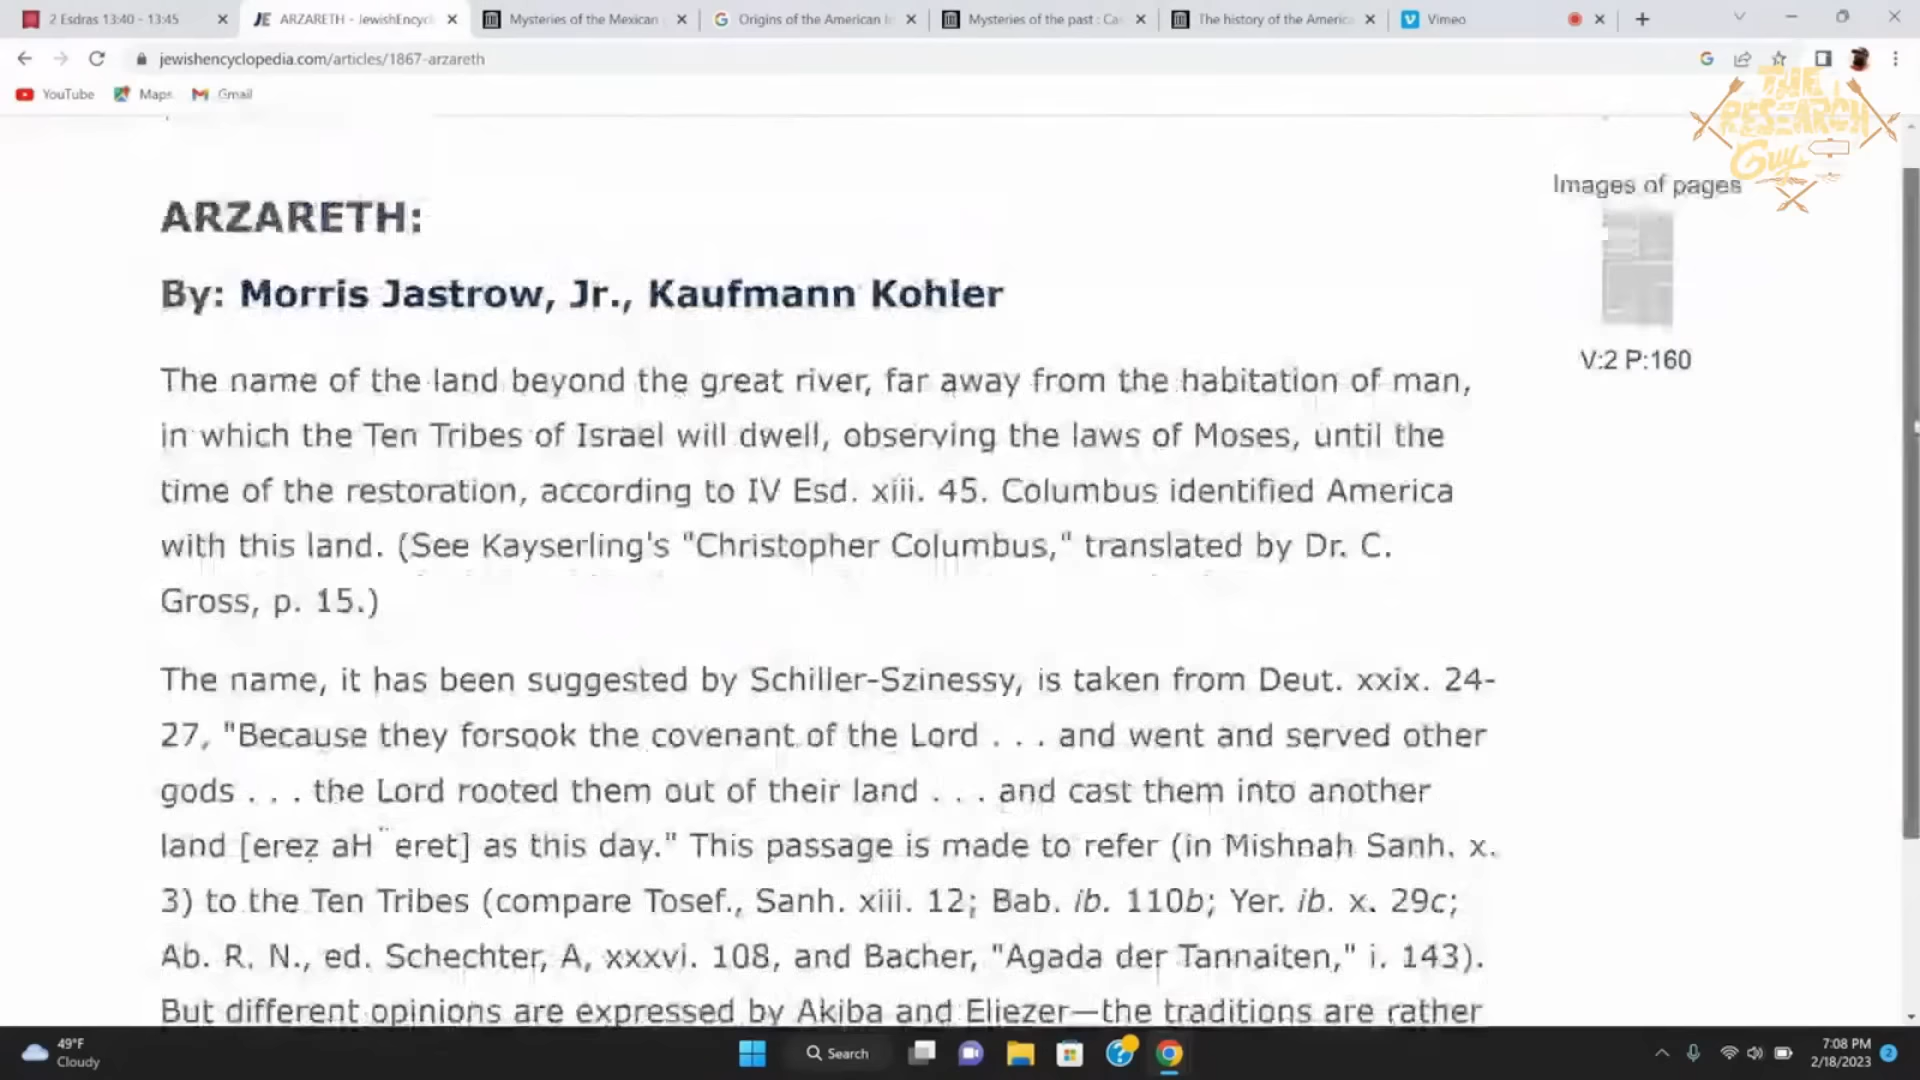 2 Esdras 13:40 - 13:45
JE ARZARETH - JewishEncycl
Mysteries of the Mexican
Origins of the American I
Mysteries of the past : Ca
The history of the America
Vimeo
jewishencyclopedia.com/articles/1867-arzareth
YouTube
Maps
Gmail
THE
RESEARCH
Guy
Images of pages
V:2 P:160
ARZARETH:
By: Morris Jastrow, Jr., Kaufmann Kohler
The name of the land beyond the great river, far away from the habitation of man,
in which the Ten Tribes of Israel will dwell, observing the laws of Moses, until the
time of the restoration, according to IV Esd. xiii. 45. Columbus identified America
with this land. (See Kayserling's "Christopher Columbus," translated by Dr. C.
Gross, p. 15.)
The name, it has been suggested by Schiller-Szinessy, is taken from Deut. xxix. 24-
27, "Because they forsook the covenant of the Lord . . . and went and served other
gods . . . the Lord rooted them out of their land . . . and cast them into another
land [ereẓ aH¨eret] as this day." This passage is made to refer (in Mishnah Sanh. x.
3) to the Ten Tribes (compare Tosef., Sanh. xiii. 12; Bab. ib. 110b; Yer. ib. x. 29c;
Ab. R. N., ed. Schechter, A, xxxvi. 108, and Bacher, "Agada der Tannaiten," i. 143).
But different opinions are expressed by Akiba and Eliezer—the traditions are rather
49°F
Cloudy
Search
7:08 PM
2/18/2023
2